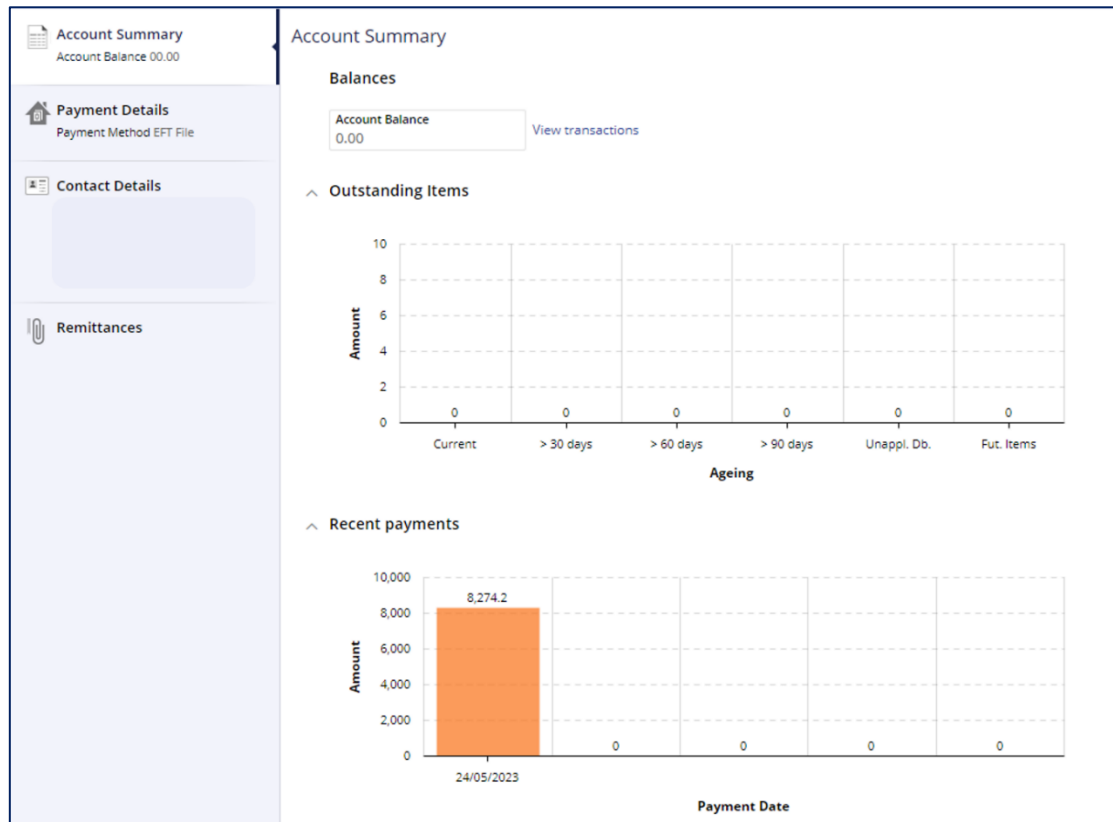 Account Summary
Account Balance 00.00
Payment Details
Payment Method EFT File
Contact Details
Remittances
Account Summary
Balances
Account Balance
0.00
View transactions
Outstanding Items
10
8
6
4
2
0
Amount
0 0 0 0 0 0
Current > 30 days > 60 days > 90 days Unappl. Db. Fut. Items
Ageing
Recent payments
10,000
8,000
6,000
4,000
2,000
0
Amount
8,274.2
0 0 0 0
24/05/2023
Payment Date